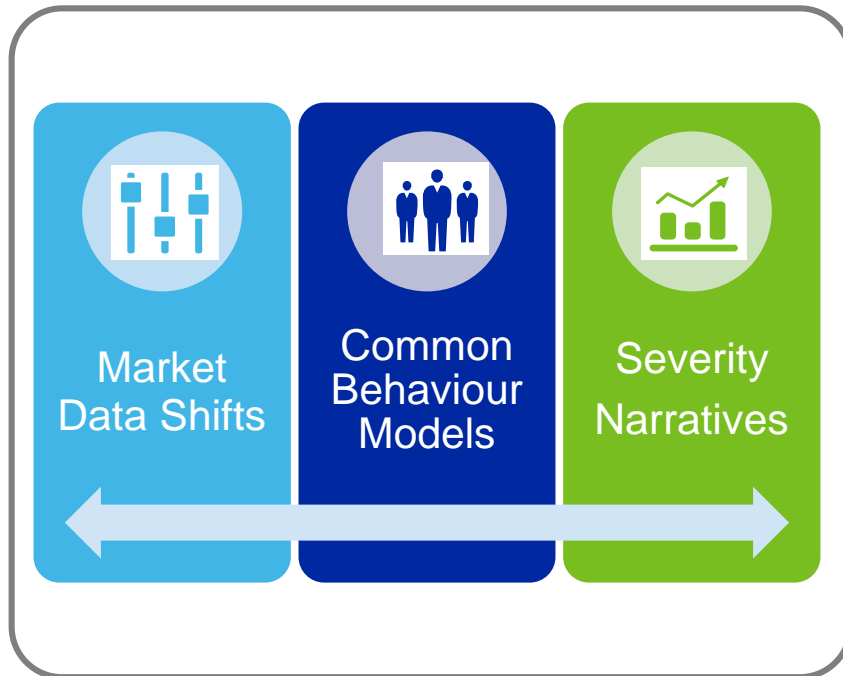 Market
Data Shifts
Common
Behaviour
Models
Severity
Narratives